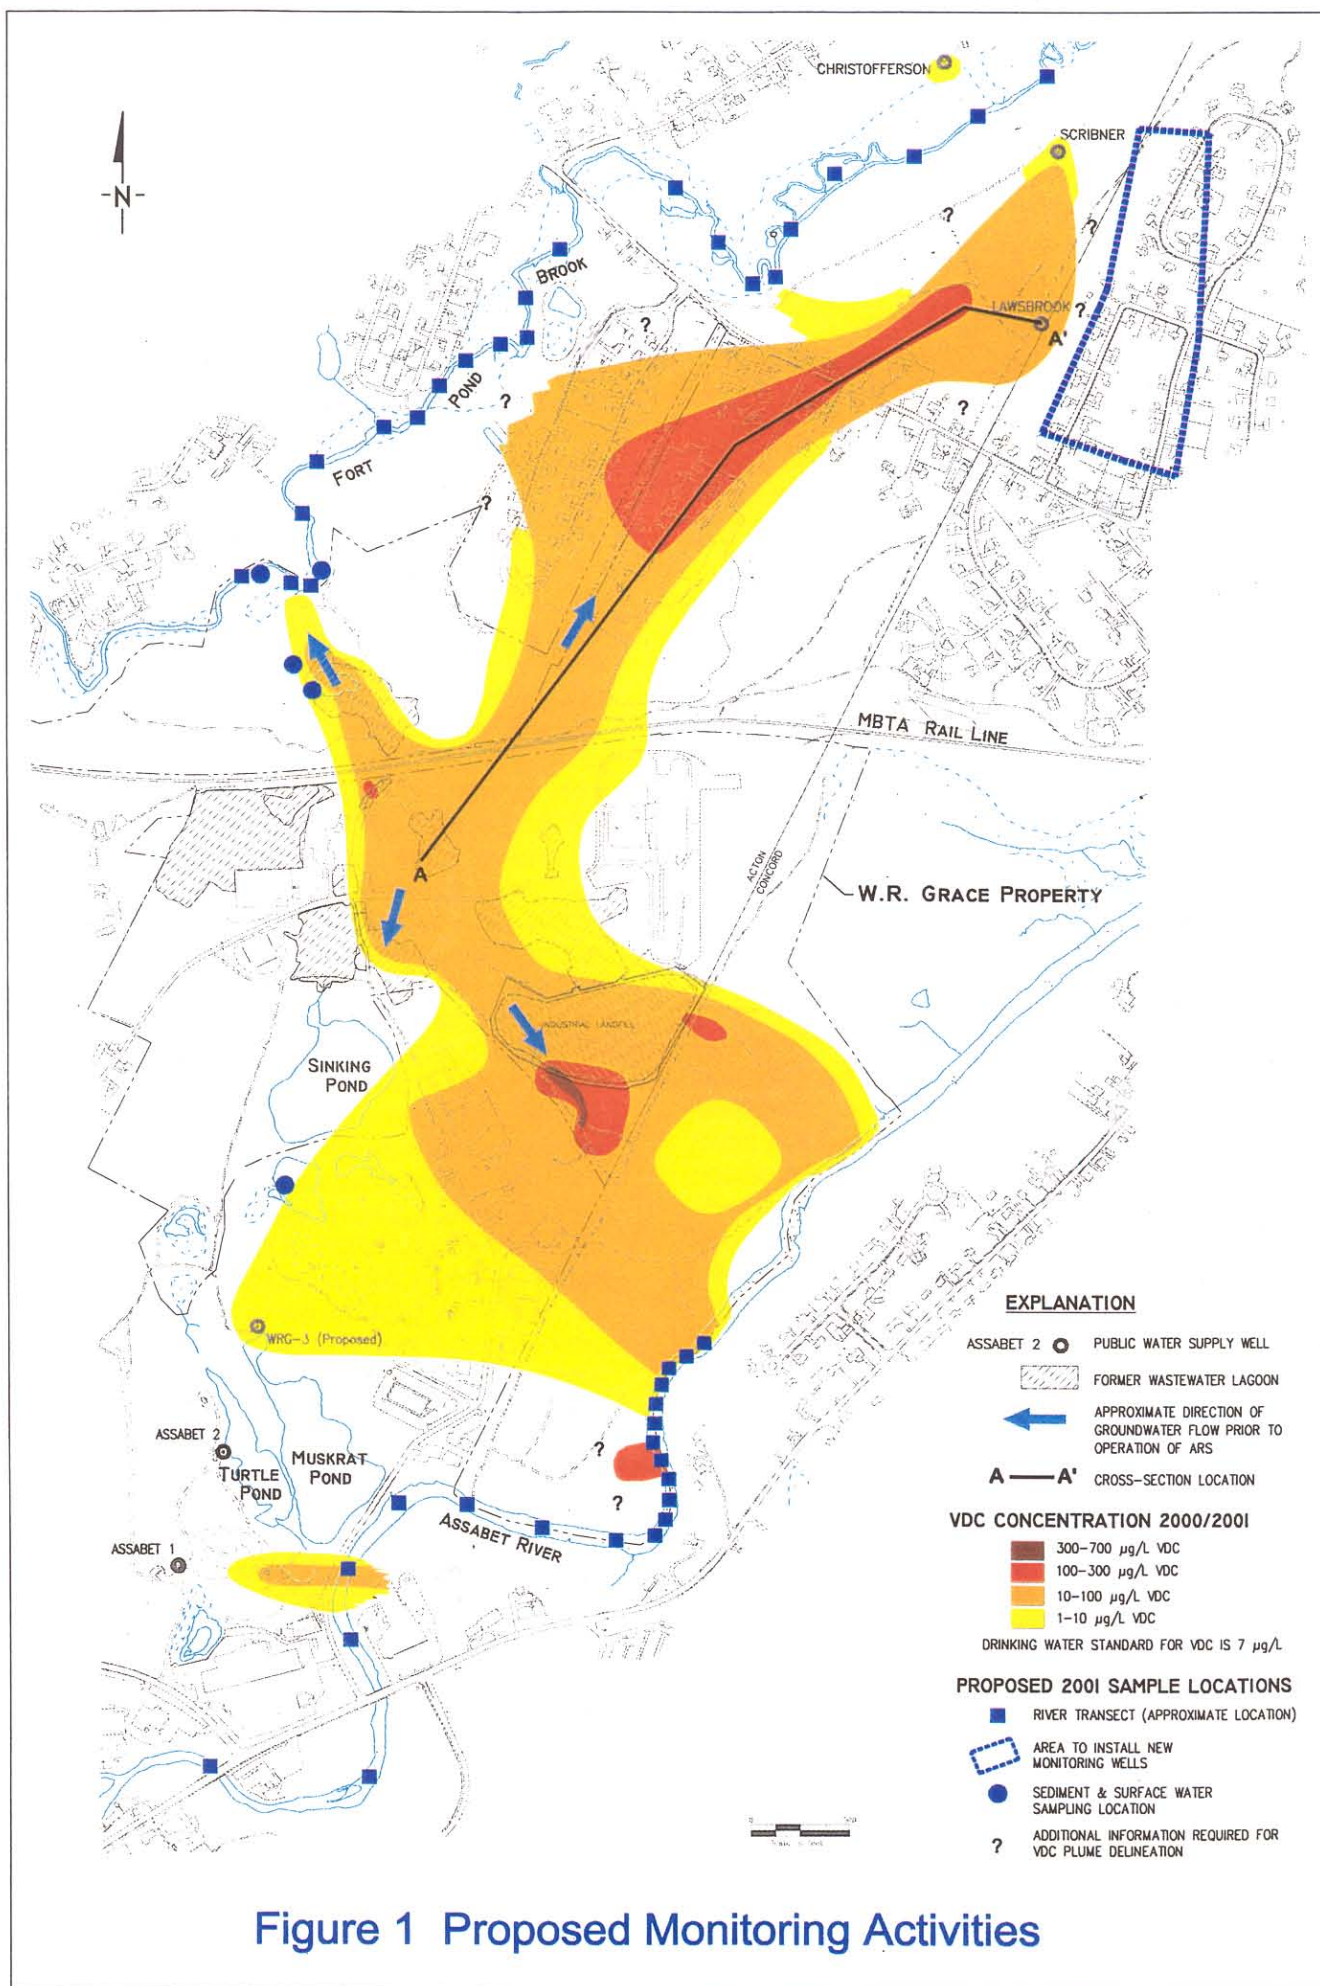 CHRISTOFFERSON
SCRIBNER
-N-
BROOK
?
?
LAWSBROOK
?
?
A'
POND
?
?
FORT
?
MBTA RAIL LINE
A
ACTON
CONCORD
W.R. GRACE PROPERTY
INDUSTRIAL LANDFILL
SINKING
POND
WRG-3 (Proposed)
ASSABET 2
TURTLE
POND
MUSKRAT
POND
?
?
ASSABET RIVER
ASSABET 1
EXPLANATION
ASSABET 2 PUBLIC WATER SUPPLY WELL
FORMER WASTEWATER LAGOON
APPROXIMATE DIRECTION OF
GROUNDWATER FLOW PRIOR TO
OPERATION OF ARS
A A' CROSS-SECTION LOCATION
VDC CONCENTRATION 2000/2001
300-700 µg/L VDC
100-300 µg/L VDC
10-100 µg/L VDC
1-10 µg/L VDC
DRINKING WATER STANDARD FOR VDC IS 7 µg/L
PROPOSED 2001 SAMPLE LOCATIONS
RIVER TRANSECT (APPROXIMATE LOCATION)
AREA TO INSTALL NEW
MONITORING WELLS
SEDIMENT & SURFACE WATER
SAMPLING LOCATION
? ADDITIONAL INFORMATION REQUIRED FOR
VDC PLUME DELINEATION
Figure 1 Proposed Monitoring Activities